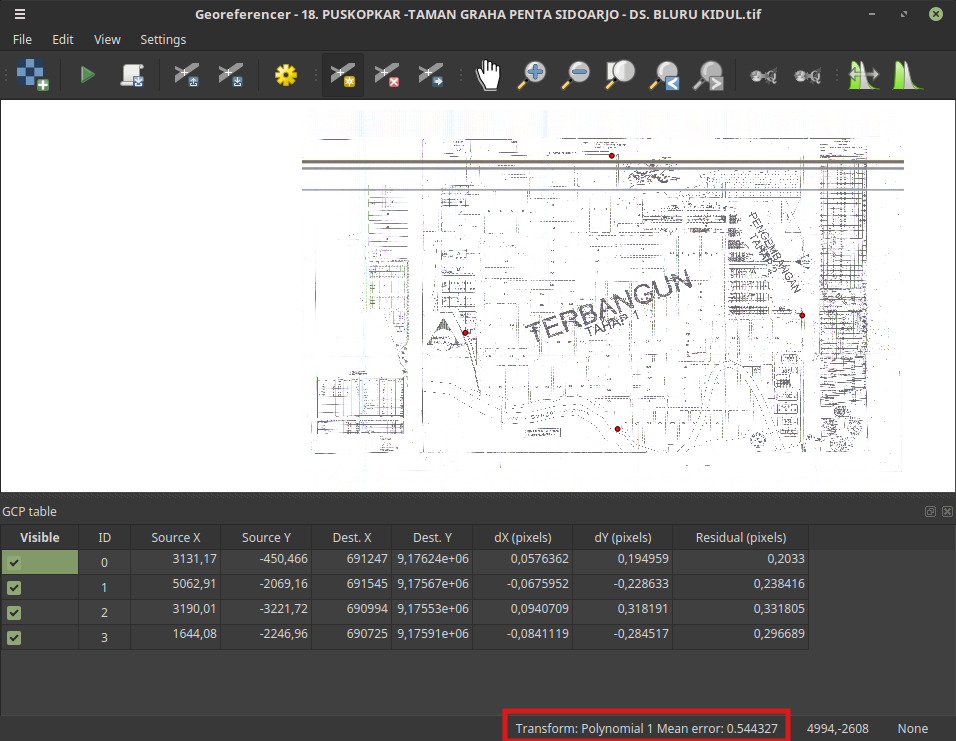 Georeferencer - 18. PUSKOPKAR -TAMAN GRAHA PENTA SIDOARJO - DS. BLURU KIDUL.tif
File Edit View Settings
PENGEMBANGAN
TAHAP
TERBANGUN
TAHAP 1
GCP table
Visible ID Source X Source Y Dest. X Dest. Y dX (pixels) dY (pixels) Residual (pixels)
0 3131,17 -450,466 691247 9,17624e+06 0,0576362 0,194959 0,2033
1 5062,91 -2069,16 691545 9,17567e+06 -0,0675952 -0,228633 0,238416
2 3190,01 -3221,72 690994 9,17553e+06 0,0940709 0,318191 0,331805
3 1644,08 -2246,96 690725 9,17591e+06 -0,0841119 -0,284517 0,296689
Transform: Polynomial 1 Mean error: 0.544327 4994,-2608 None